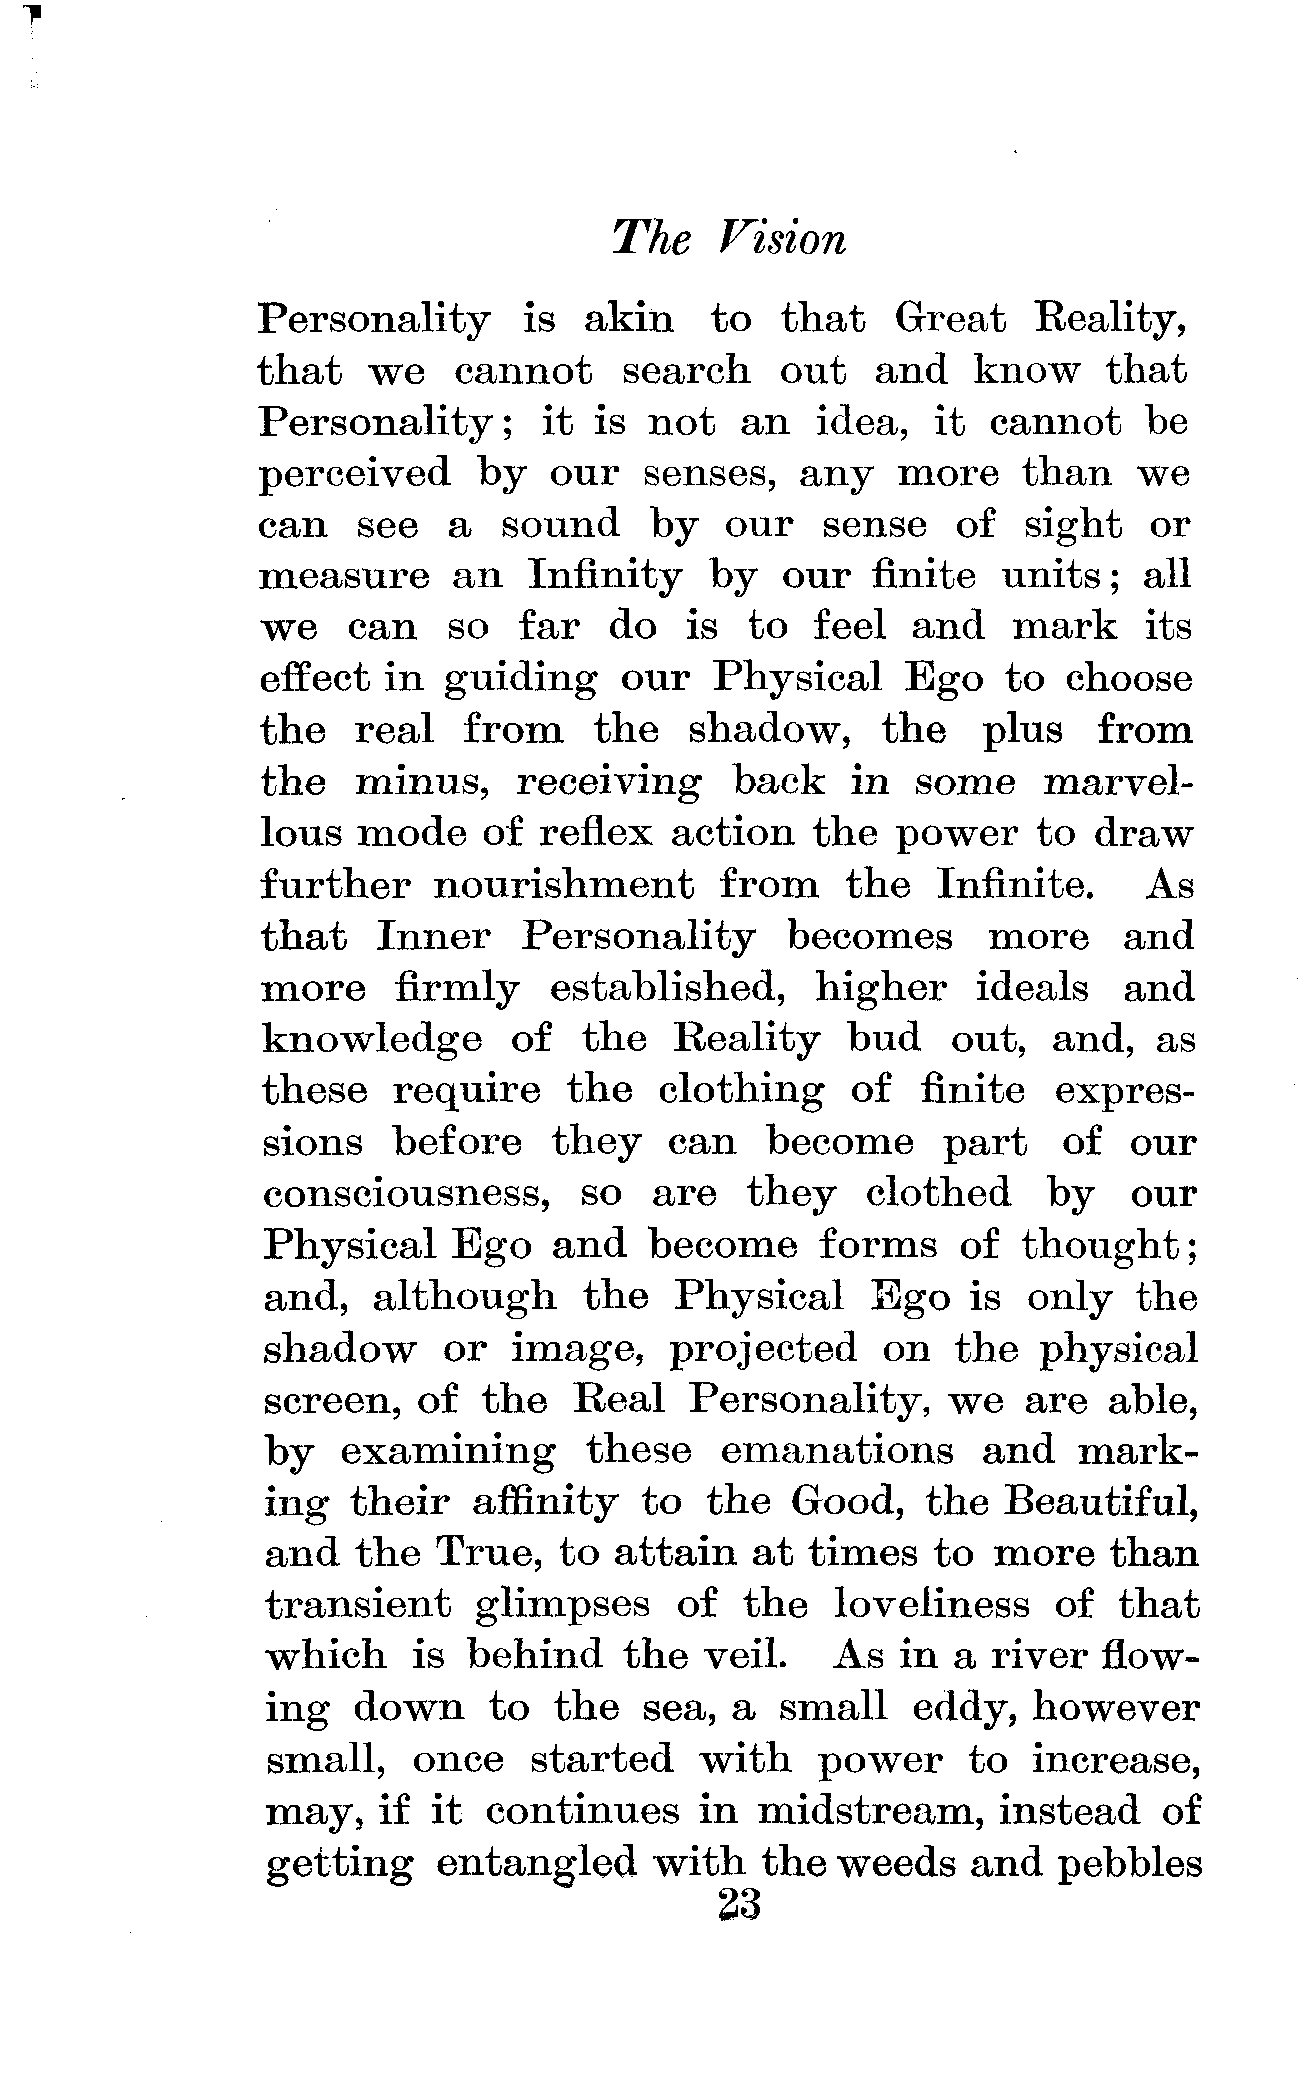 The Vision
Personality is akin to that Great Reality,
that we cannot search out and know that
Personality; it is not an idea, it cannot be
perceived by our senses, any more than we
can see a sound by our sense of sight or
measure an Infinity by our finite units; all
we can so far do is to feel and mark its
effect in guiding our Physical Ego to choose
the real from the shadow, the plus from
the minus, receiving back in some marvel-
lous mode of reflex action the power to draw
further nourishment from the Infinite. As
that Inner Personality becomes more and
more firmly established, higher ideals and
knowledge of the Reality bud out, and, as
these require the clothing of finite expres-
sions before they can become part of our
consciousness, so are they clothed by our
Physical Ego and become forms of thought;
and, although the Physical Ego is only the
shadow or image, projected on the physical
screen, of the Real Personality, we are able,
by examining these emanations and mark-
ing their affinity to the Good, the Beautiful,
and the True, to attain at times to more than
transient glimpses of the loveliness of that
which is behind the veil. As in a river flow-
ing down to the sea, a small eddy, however
small, once started with power to increase,
may, if it continues in midstream, instead of
getting entangled with the weeds and pebbles
23